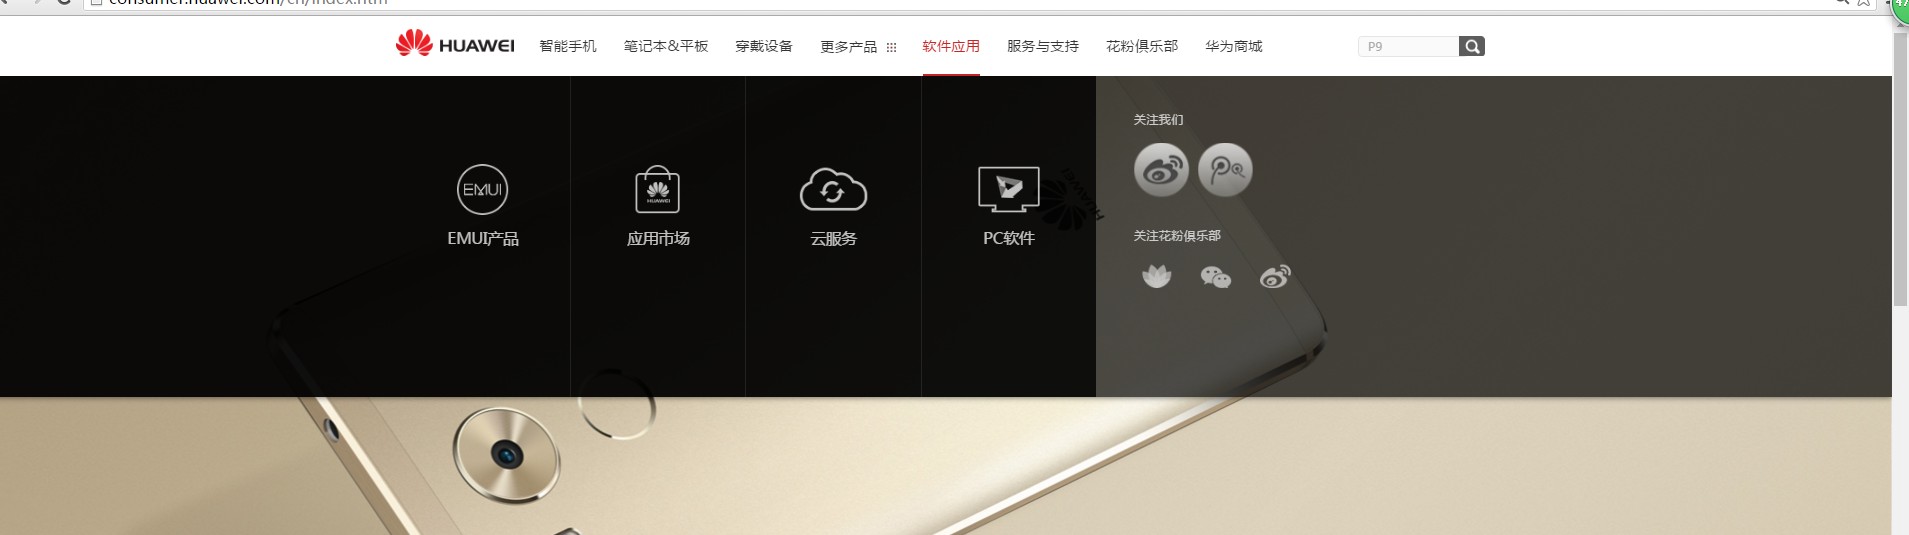 consumer.huawei.com/cn/index.htm
HUAWEI 智能手机 笔记本&平板 穿戴设备 更多产品 软件应用 服务与支持 花粉俱乐部 华为商城 P9
关注我们
EMUI
HUAWEI
HUAWEI
EMUI产品 应用市场 云服务 PC软件
关注花粉俱乐部